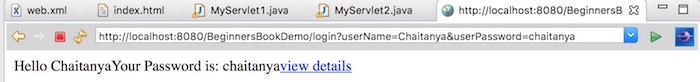 web.xml index.html MyServlet1.java MyServlet2.java http://localhost:8080/BeginnersB
http://localhost:8080/BeginnersBookDemo/login?userName=Chaitanya&userPassword=chaitanya
Hello ChaitanyaYour Password is: chaitanyaview details